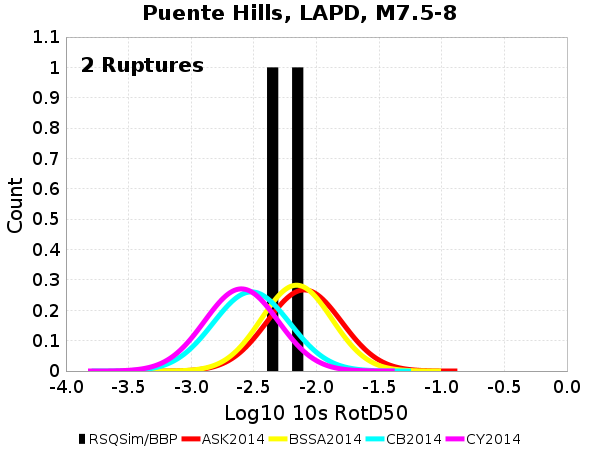 Puente Hills, LAPD, M7.5-8
1.1
2 Ruptures
1
0.9
0.8
0.7
0.6
0.5
0.4
0.3
0.2
0.1
0
Count
-4.0 -3.5 -3.0 -2.5 -2.0 -1.5 -1.0 -0.5 0.0
Log10 10s RotD50
RSQSim/BBP ASK2014 BSSA2014 CB2014 CY2014